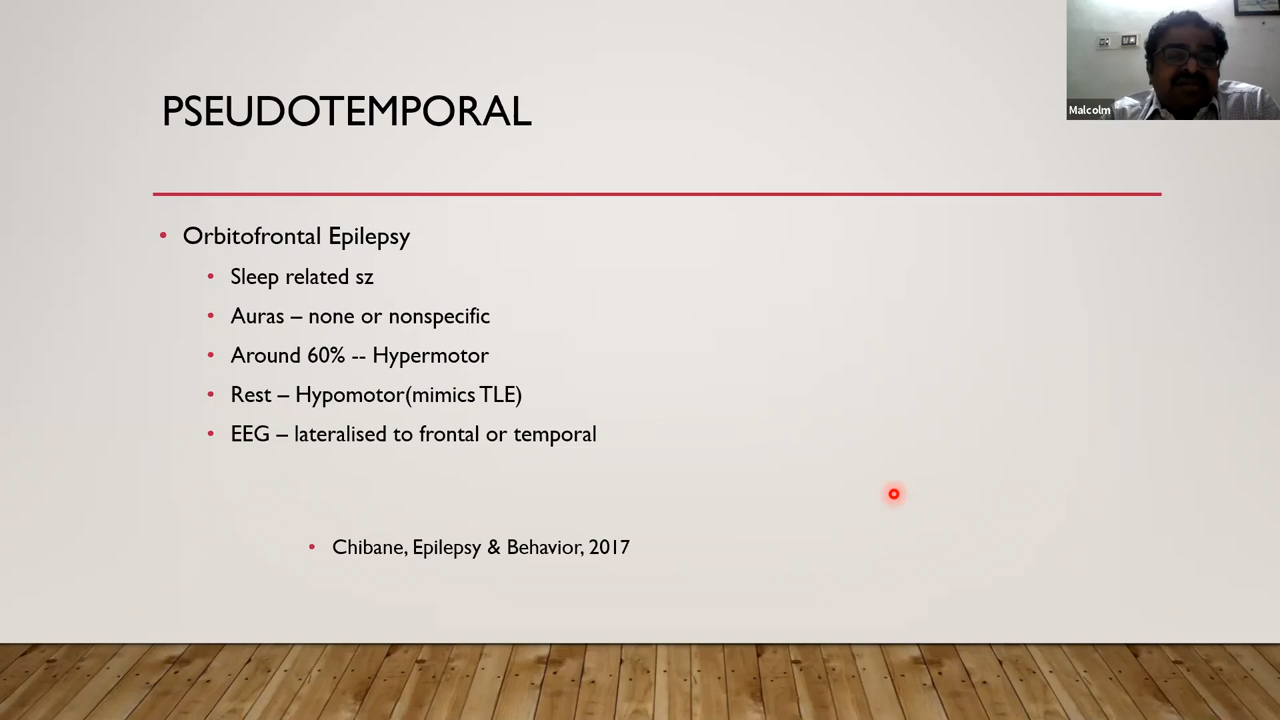 PSEUDOTEMPORAL
Malcolm
• Orbitofrontal Epilepsy
• Sleep related sz
• Auras – none or nonspecific
• Around 60% -- Hypermotor
• Rest – Hypomotor(mimics TLE)
• EEG – lateralised to frontal or temporal
• Chibane, Epilepsy & Behavior, 2017